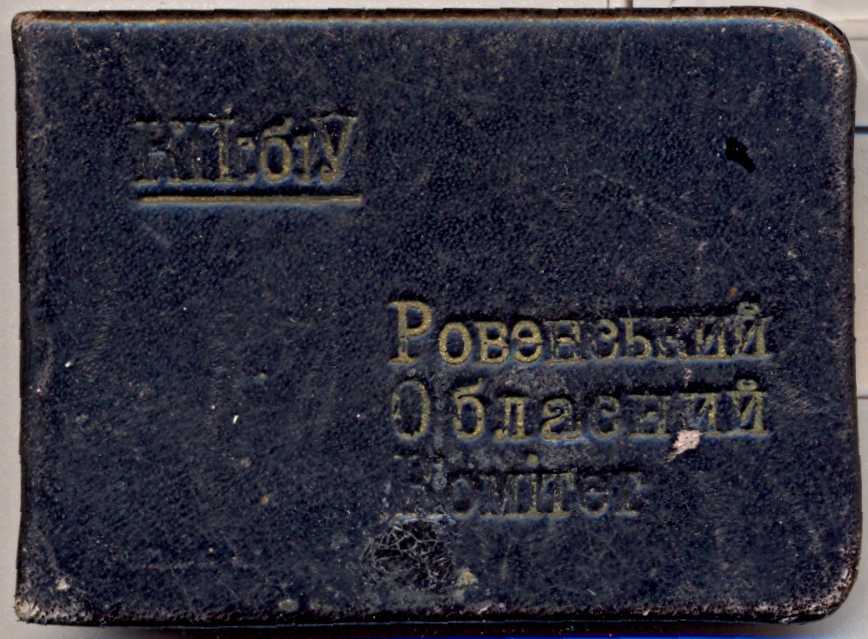 КП(б)У
Ровенський
Обласний
Комітет